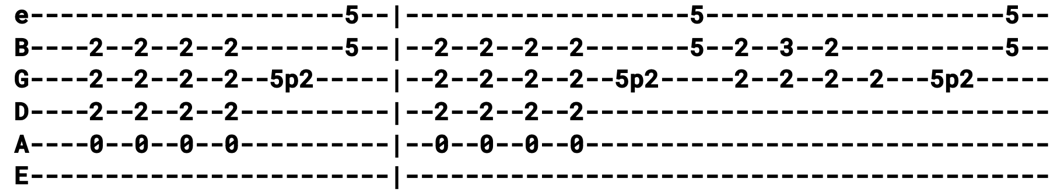 e---------------------5--|-------------------5--------------------5--
B----2--2--2--2-------5--|--2--2--2--2-------5--2--3--2-----------5--
G----2--2--2--2--5p2-----|--2--2--2--2--5p2-----2--2--2--2---5p2-----
D----2--2--2--2----------|--2--2--2--2-------------------------------
A----0--0--0--0----------|--0--0--0--0-------------------------------
E------------------------|-------------------------------------------